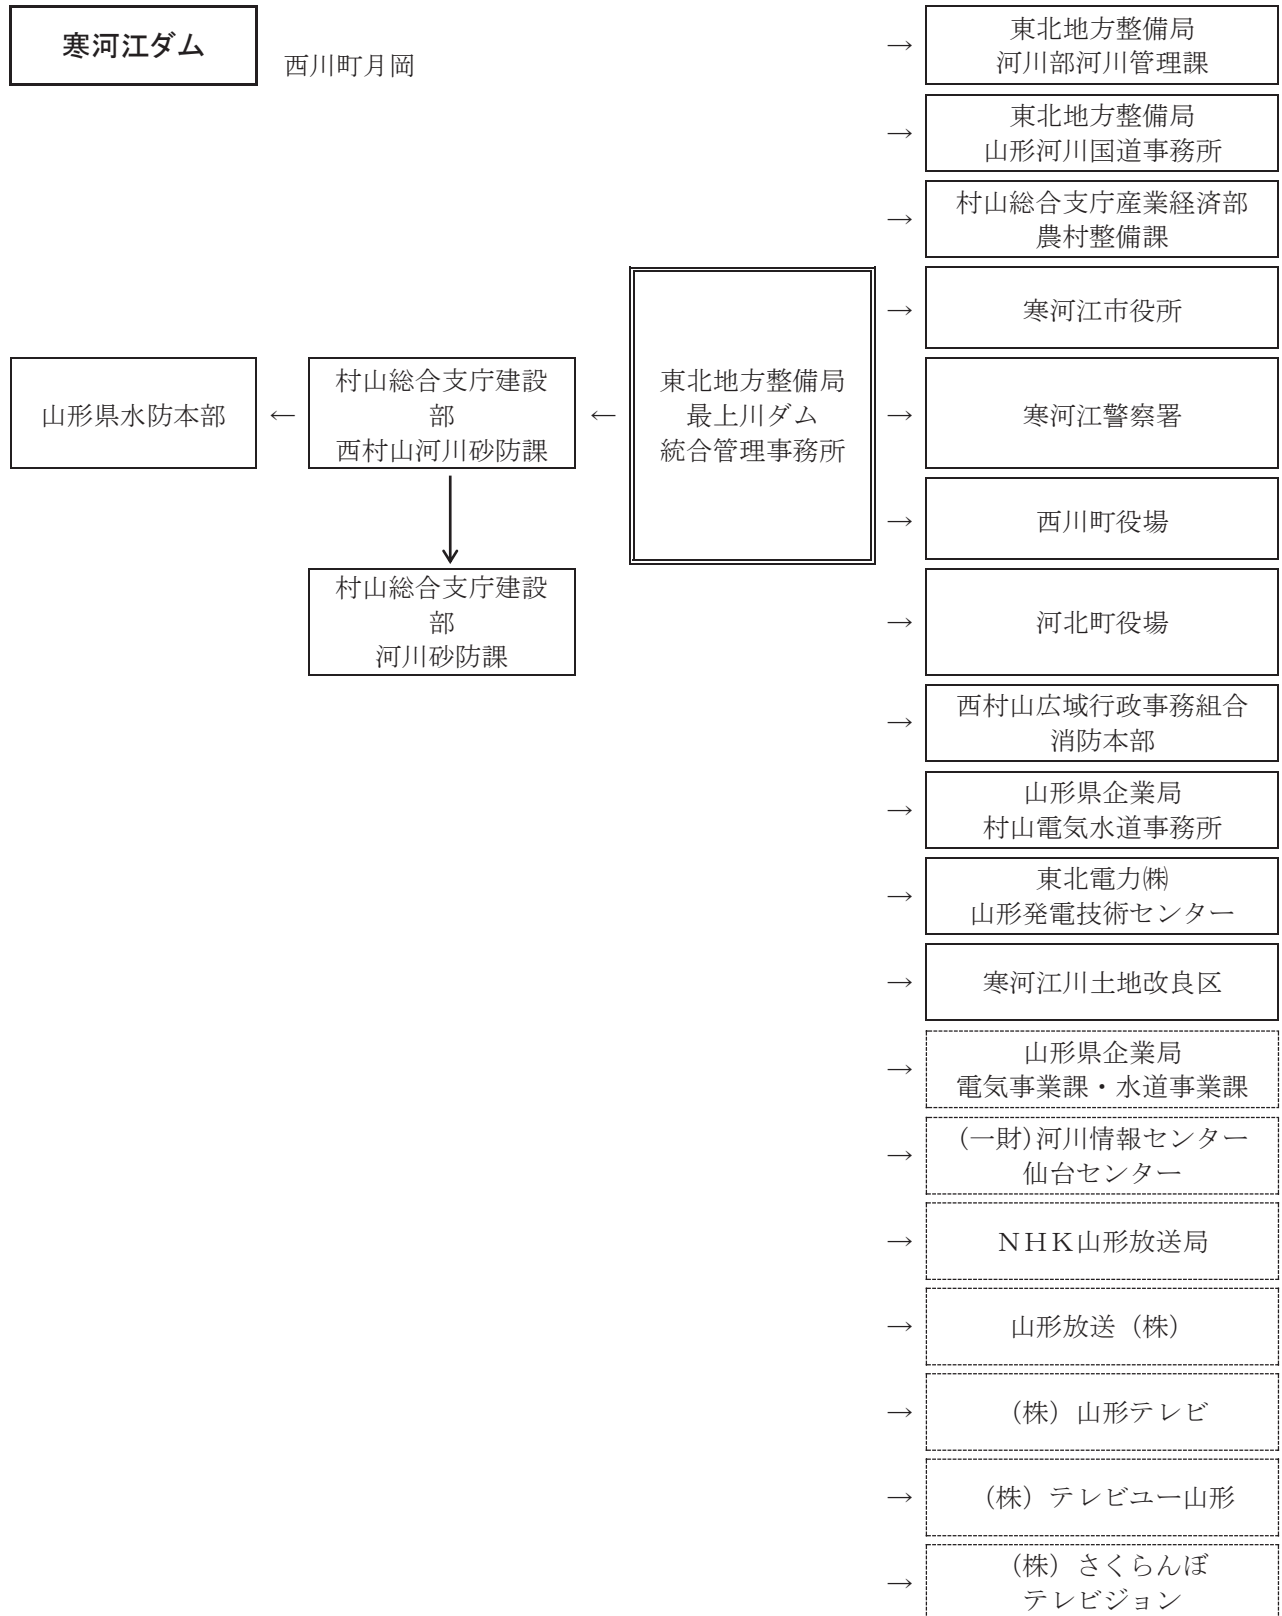 寒河江ダム
西川町月岡
→
東北地方整備局
河川部河川管理課
→
東北地方整備局
山形河川国道事務所
→
村山総合支庁産業経済部
農村整備課
→
寒河江市役所
山形県水防本部
←
村山総合支庁建設
部
西村山河川砂防課
←
東北地方整備局
最上川ダム
統合管理事務所
→
寒河江警察署
→
西川町役場
村山総合支庁建設
部
河川砂防課
→
河北町役場
→
西村山広域行政事務組合
消防本部
→
山形県企業局
村山電気水道事務所
→
東北電力㈱
山形発電技術センター
→
寒河江川土地改良区
→
山形県企業局
電気事業課・水道事業課
→
(一財)河川情報センター
仙台センター
→
NHK山形放送局
→
山形放送（株）
→
（株）山形テレビ
→
（株）テレビユー山形
→
（株）さくらんぼ
テレビジョン